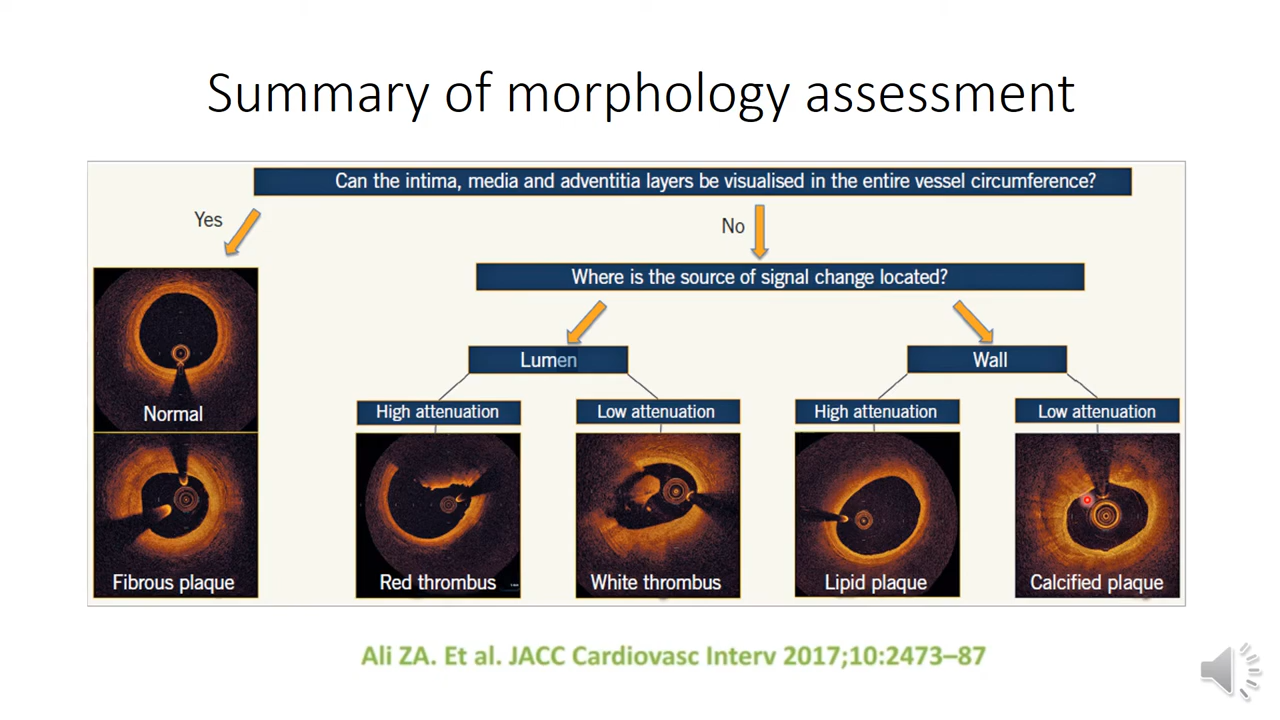 Summary of morphology assessment
Can the intima, media and adventitia layers be visualised in the entire vessel circumference?
Yes
No
Where is the source of signal change located?
Lumen
Wall
High attenuation
Low attenuation
High attenuation
Low attenuation
Normal
Fibrous plaque
Red thrombus
White thrombus
Lipid plaque
Calcified plaque
Ali ZA. Et al. JACC Cardiovasc Interv 2017;10:2473–87